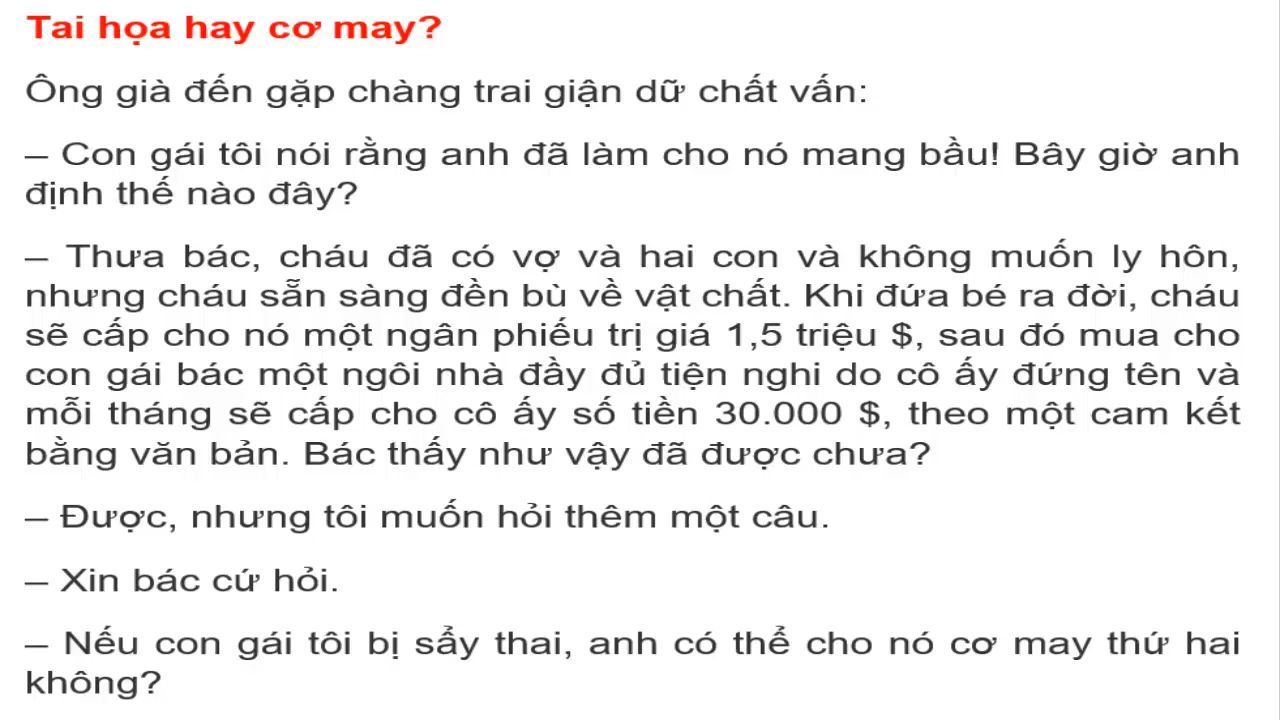 Tai họa hay cơ may?
Ông già đến gặp chàng trai giận dữ chất vấn:
– Con gái tôi nói rằng anh đã làm cho nó mang bầu! Bây giờ anh
định thế nào đây?
– Thưa bác, cháu đã có vợ và hai con và không muốn ly hôn,
nhưng cháu sẵn sàng đền bù về vật chất. Khi đứa bé ra đời, cháu
sẽ cấp cho nó một ngân phiếu trị giá 1,5 triệu $, sau đó mua cho
con gái bác một ngôi nhà đầy đủ tiện nghi do cô ấy đứng tên và
mỗi tháng sẽ cấp cho cô ấy số tiền 30.000 $, theo một cam kết
bằng văn bản. Bác thấy như vậy đã được chưa?
– Được, nhưng tôi muốn hỏi thêm một câu.
– Xin bác cứ hỏi.
– Nếu con gái tôi bị sẩy thai, anh có thể cho nó cơ may thứ hai
không?